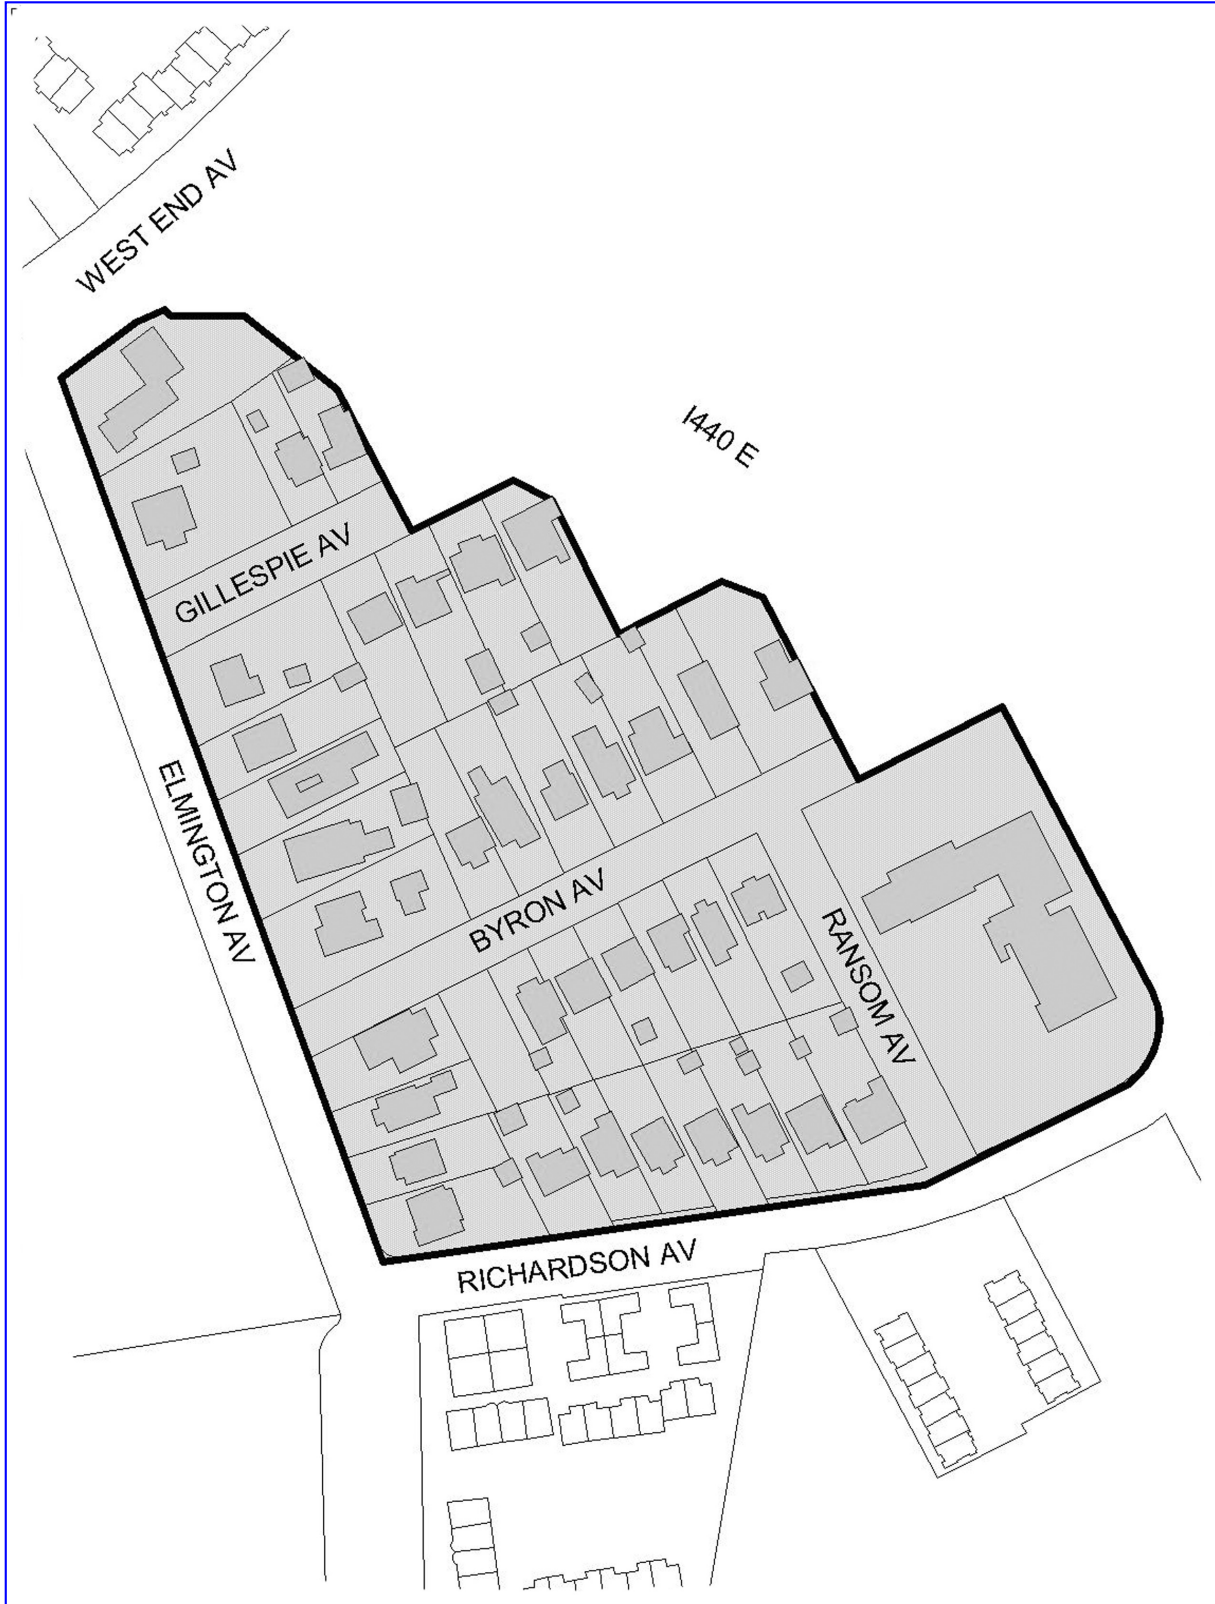 WEST END AV
I440 E
GILLESPIE AV
ELMINGTON AV
BYRON AV
RANSOM AV
RICHARDSON AV